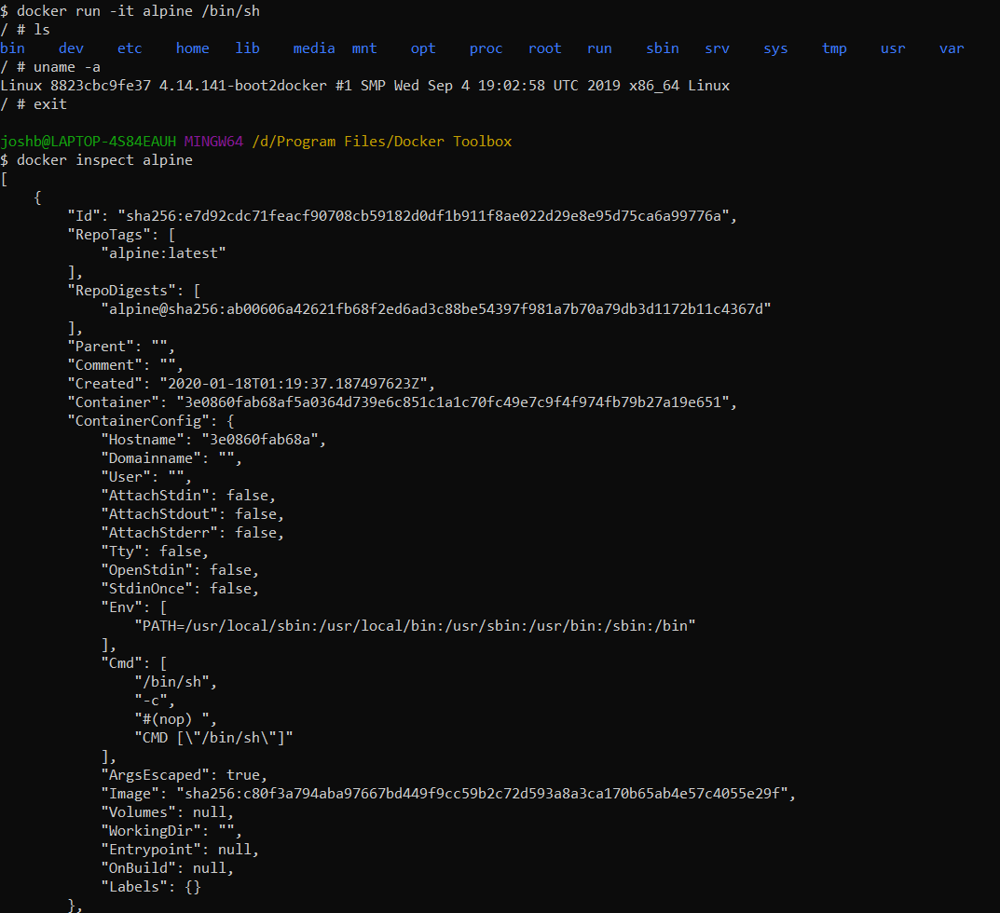 $ docker run -it alpine /bin/sh
/ # ls
bin    dev    etc    home   lib    media  mnt    opt    proc   root   run    sbin   srv    sys    tmp    usr    var
/ # uname -a
Linux 8823cbc9fe37 4.14.141-boot2docker #1 SMP Wed Sep 4 19:02:58 UTC 2019 x86_64 Linux
/ # exit
joshb@LAPTOP-4S84EAUH MINGW64 /d/Program Files/Docker Toolbox
$ docker inspect alpine
[
    {
        "Id": "sha256:e7d92cdc71feacf90708cb59182d0df1b911f8ae022d29e8e95d75ca6a99776a",
        "RepoTags": [
            "alpine:latest"
        ],
        "RepoDigests": [
            "alpine@sha256:ab00606a42621fb68f2ed6ad3c88be54397f981a7b70a79db3d1172b11c4367d"
        ],
        "Parent": "",
        "Comment": "",
        "Created": "2020-01-18T01:19:37.187497623Z",
        "Container": "3e0860fab68af5a0364d739e6c851c1a1c70fc49e7c9f4f974fb79b27a19e651",
        "ContainerConfig": {
            "Hostname": "3e0860fab68a",
            "Domainname": "",
            "User": "",
            "AttachStdin": false,
            "AttachStdout": false,
            "AttachStderr": false,
            "Tty": false,
            "OpenStdin": false,
            "StdinOnce": false,
            "Env": [
                "PATH=/usr/local/sbin:/usr/local/bin:/usr/sbin:/usr/bin:/sbin:/bin"
            ],
            "Cmd": [
                "/bin/sh",
                "-c",
                "#(nop) ",
                "CMD [\"/bin/sh\"]"
            ],
            "ArgsEscaped": true,
            "Image": "sha256:c80f3a794aba97667bd449f9cc59b2c72d593a8a3ca170b65ab4e57c4055e29f",
            "Volumes": null,
            "WorkingDir": "",
            "Entrypoint": null,
            "OnBuild": null,
            "Labels": {}
        },